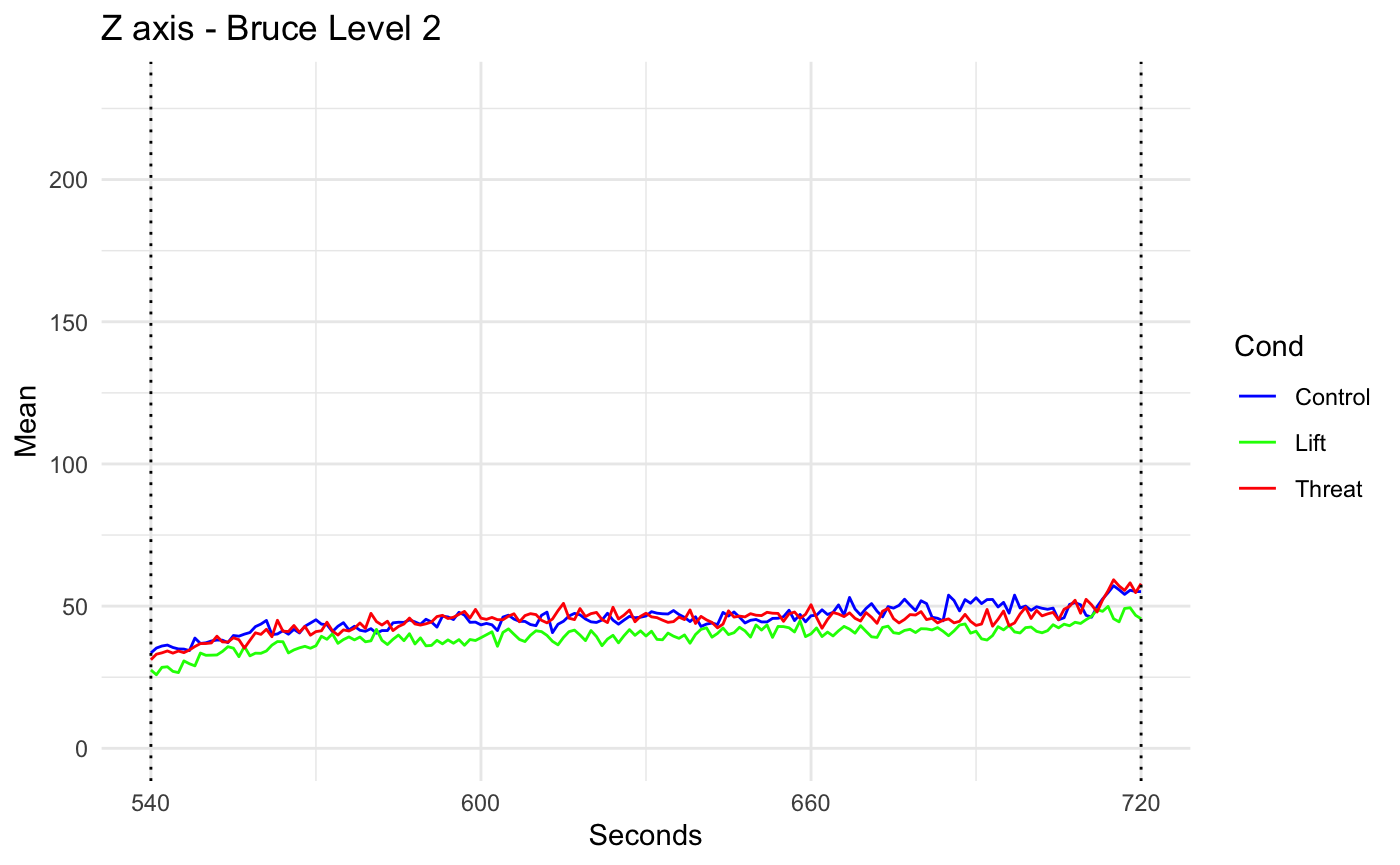 Z axis - Bruce Level 2
Mean
200
150
100
50
0
540
600
660
720
Seconds
Cond
Control
Lift
Threat